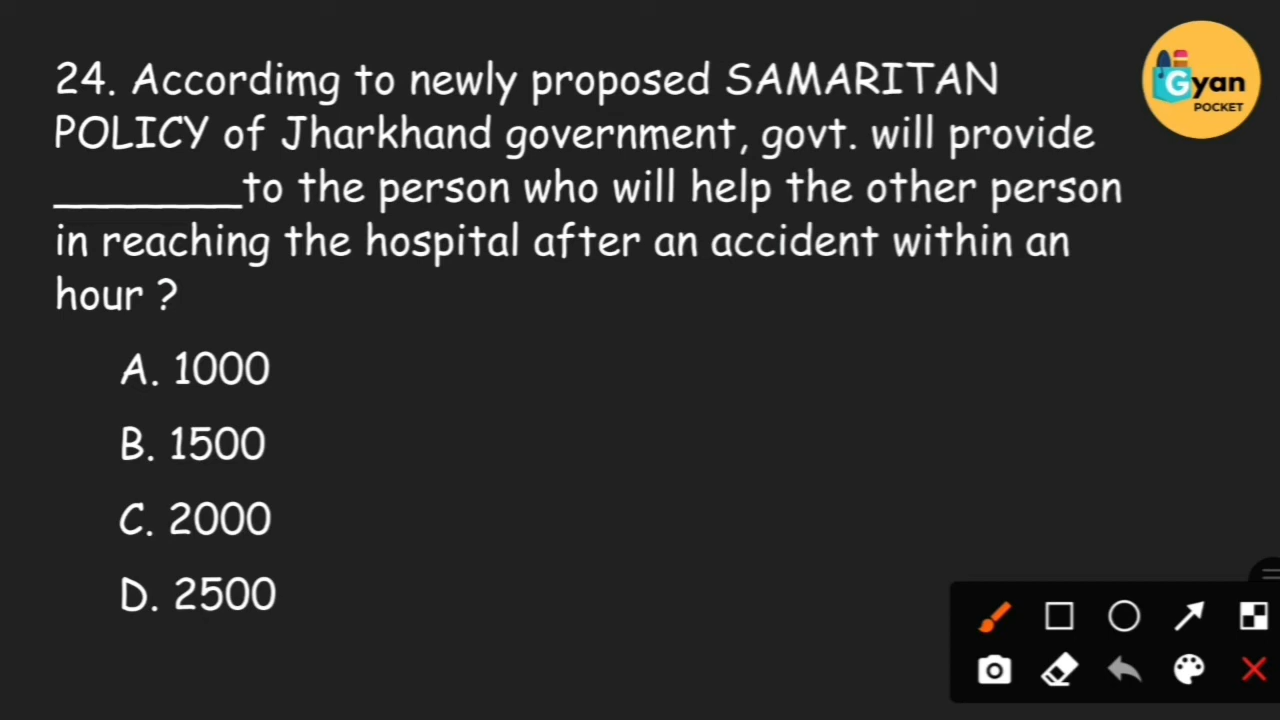 24. Accordimg to newly proposed SAMARITAN
POLICY of Jharkhand government, govt. will provide
________to the person who will help the other person
in reaching the hospital after an accident within an
hour ?
A. 1000
B. 1500
C. 2000
D. 2500
Gyan
POCKET